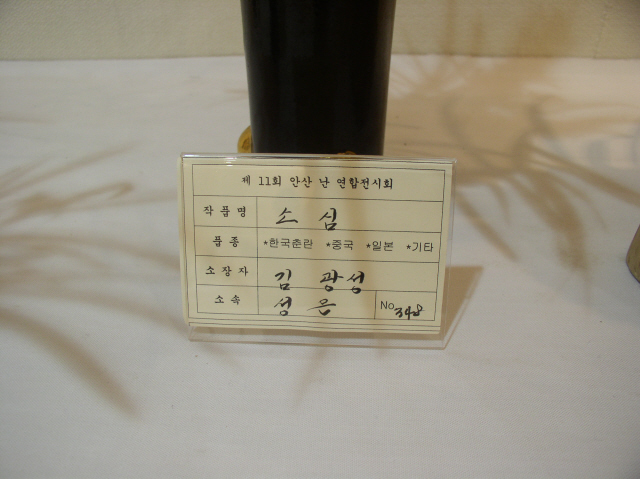 제 11회 안산 난 연합전시회
작품명 소 심
품종 *한국춘란 *중국 *일본 *기타
소장자 김 광성
소속 성은 No 348